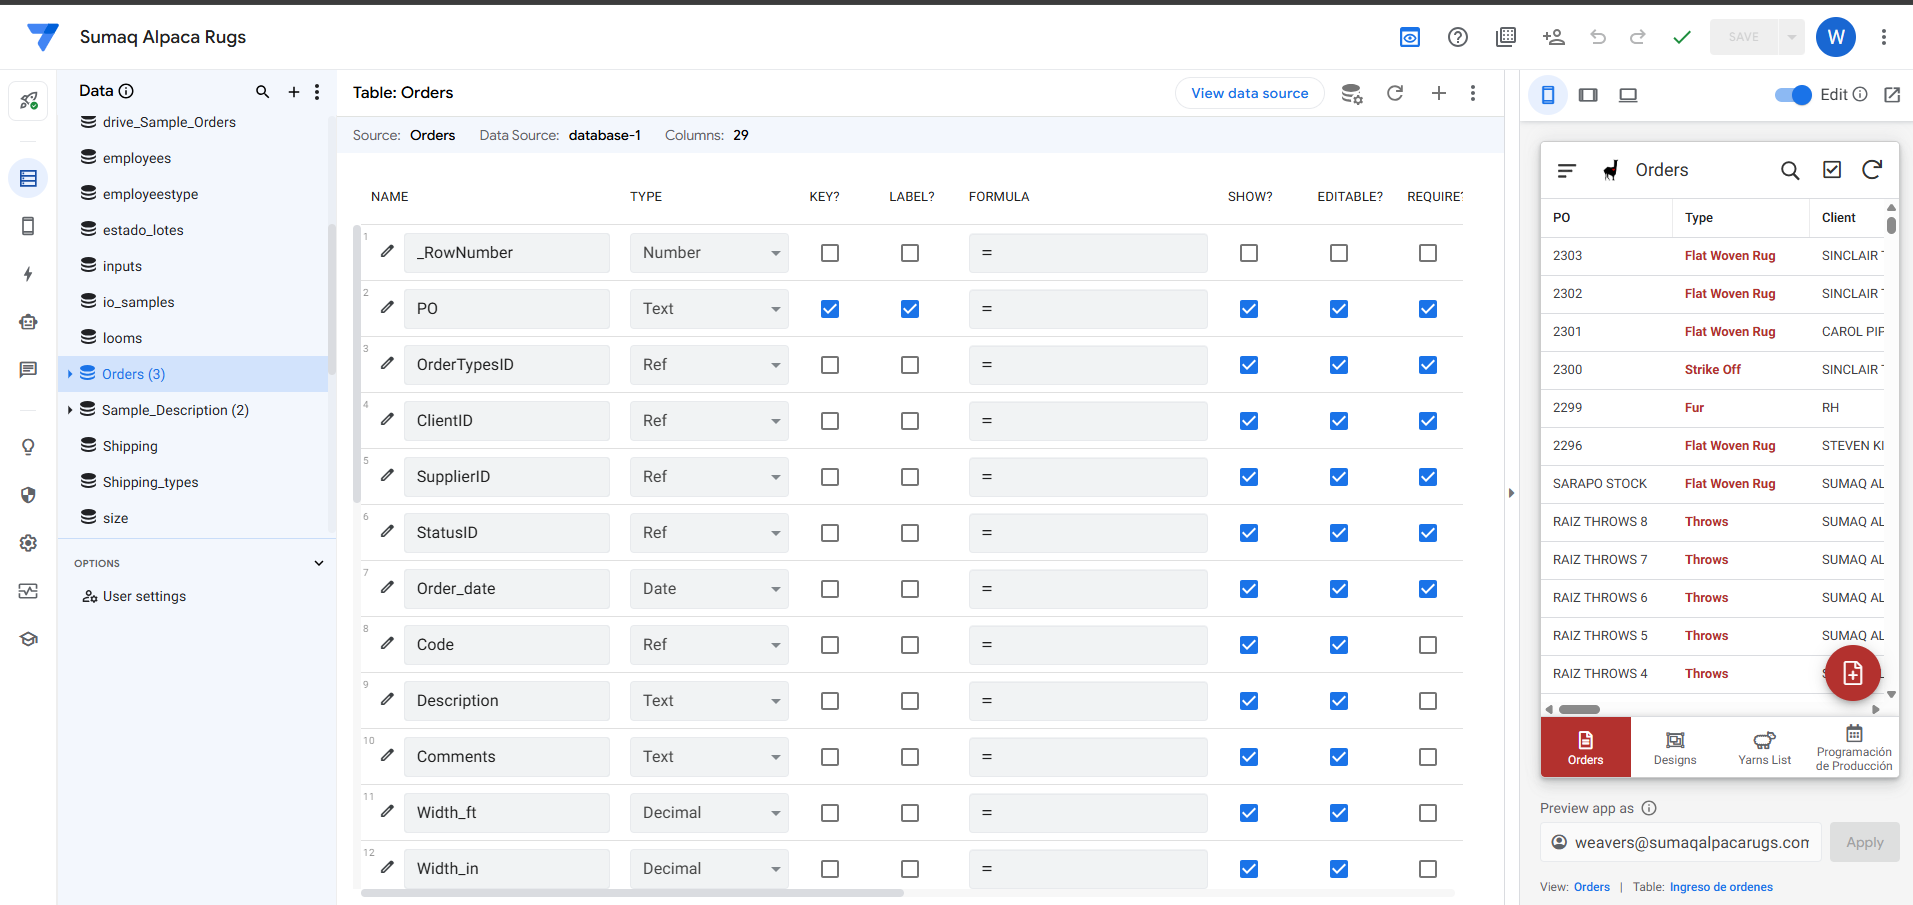 Sumaq Alpaca Rugs
SAVE
W
Data
drive_Sample_Orders
employees
employeestype
estado_lotes
inputs
io_samples
looms
Orders (3)
Sample_Description (2)
Shipping
Shipping_types
size
OPTIONS
User settings
Table: Orders
View data source
Source: Orders Data Source: database-1 Columns: 29
NAME TYPE KEY? LABEL? FORMULA SHOW? EDITABLE? REQUIRE?
1 _RowNumber Number =
2 PO Text =
3 OrderTypesID Ref =
4 ClientID Ref =
5 SupplierID Ref =
6 StatusID Ref =
7 Order_date Date =
8 Code Ref =
9 Description Text =
10 Comments Text =
11 Width_ft Decimal =
12 Width_in Decimal =
Edit
Orders
PO Type Client
2303 Flat Woven Rug SINCLAIR
2302 Flat Woven Rug SINCLAIR
2301 Flat Woven Rug CAROL
2300 Strike Off SINCLAIR
2299 Fur RH
2296 Flat Woven Rug STEVEN
SARAPO STOCK Flat Woven Rug SUMAQ AL
RAIZ THROWS 8 Throws SUMAQ AL
RAIZ THROWS 7 Throws SUMAQ AL
RAIZ THROWS 6 Throws SUMAQ AL
RAIZ THROWS 5 Throws SUMAQ AL
RAIZ THROWS 4 Throws
Orders
Designs
Yarns List
Programación
de Producción
Preview app as
weavers@sumaqalpacarugs.com
Apply
View: Orders | Table: Ingreso de ordenes